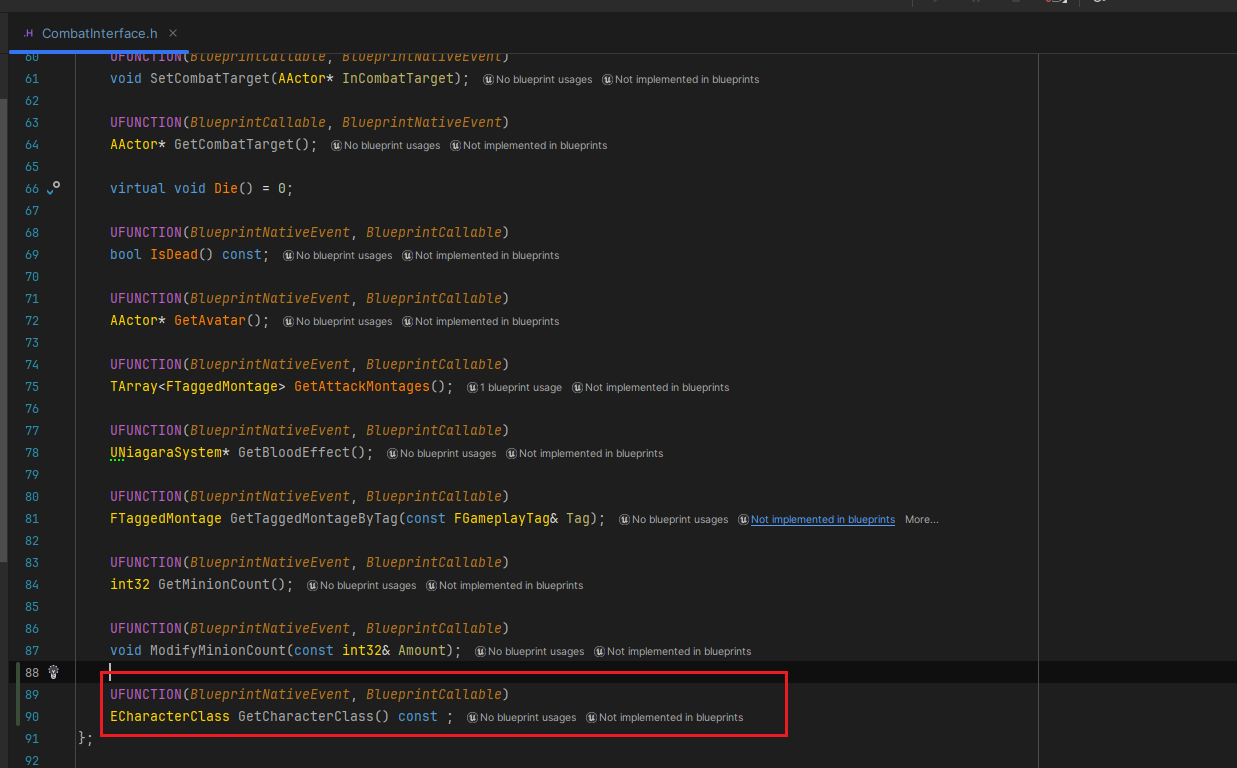 .H CombatInterface.h ×
60 UFUNCTION(BlueprintCallable, BlueprintNativeEvent)
61 void SetCombatTarget(AActor* InCombatTarget); No blueprint usages Not implemented in blueprints
62
63 UFUNCTION(BlueprintCallable, BlueprintNativeEvent)
64 AActor* GetCombatTarget(); No blueprint usages Not implemented in blueprints
65
66 virtual void Die() = 0;
67
68 UFUNCTION(BlueprintNativeEvent, BlueprintCallable)
69 bool IsDead() const; No blueprint usages Not implemented in blueprints
70
71 UFUNCTION(BlueprintNativeEvent, BlueprintCallable)
72 AActor* GetAvatar(); No blueprint usages Not implemented in blueprints
73
74 UFUNCTION(BlueprintNativeEvent, BlueprintCallable)
75 TArray<FTaggedMontage> GetAttackMontages(); 1 blueprint usage Not implemented in blueprints
76
77 UFUNCTION(BlueprintNativeEvent, BlueprintCallable)
78 UNiagaraSystem* GetBloodEffect(); No blueprint usages Not implemented in blueprints
79
80 UFUNCTION(BlueprintNativeEvent, BlueprintCallable)
81 FTaggedMontage GetTaggedMontageByTag(const FGameplayTag& Tag); No blueprint usages Not implemented in blueprints More...
82
83 UFUNCTION(BlueprintNativeEvent, BlueprintCallable)
84 int32 GetMinionCount(); No blueprint usages Not implemented in blueprints
85
86 UFUNCTION(BlueprintNativeEvent, BlueprintCallable)
87 void ModifyMinionCount(const int32& Amount); No blueprint usages Not implemented in blueprints
88
89 UFUNCTION(BlueprintNativeEvent, BlueprintCallable)
90 ECharacterClass GetCharacterClass() const ; No blueprint usages Not implemented in blueprints
91 };
92